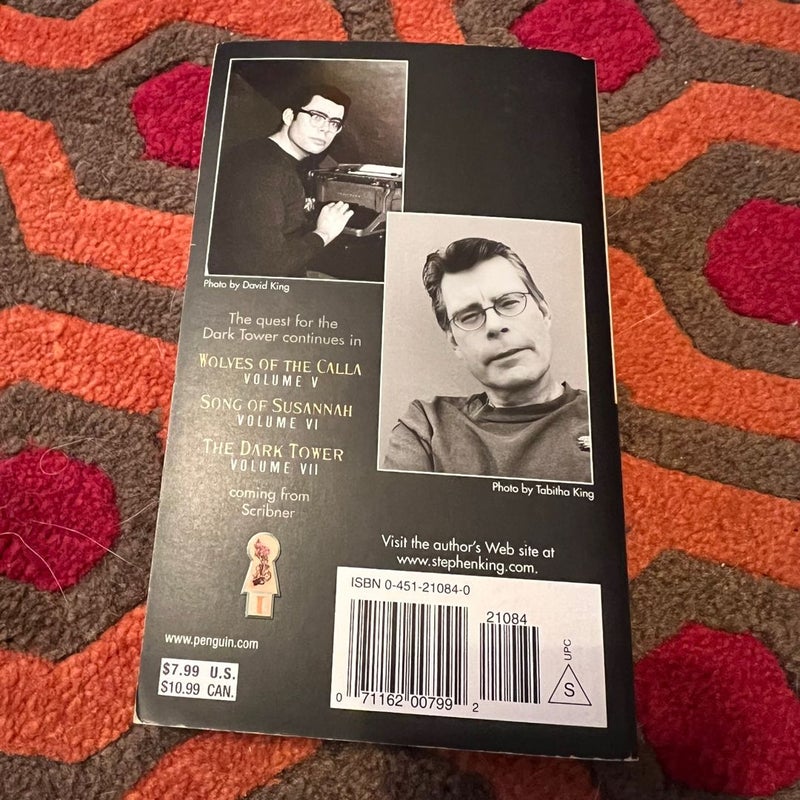 Photo by David King
The quest for the
Dark Tower continues in
WOLVES OF THE CALLA
VOLUME V
SONG OF SUSANNAH
VOLUME VI
THE DARK TOWER
VOLUME VII
coming from
Scribner
I
www.penguin.com
$7.99 U.S.
$10.99 CAN.
Photo by Tabitha King
Visit the author's Web site at
www.stephenking.com.
ISBN 0-451-21084-0
21084
0 71162 00799 2
UPC
S